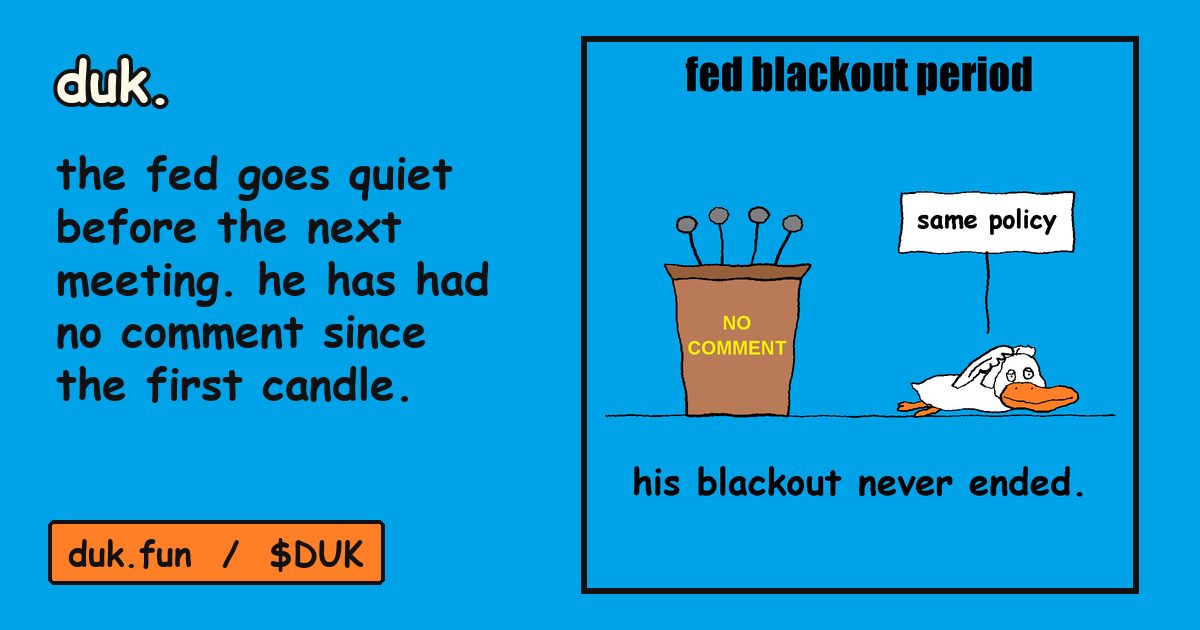 duk.
the fed goes quiet
before the next
meeting. he has had
no comment since
the first candle.
duk.fun / $DUK
fed blackout period
NO
COMMENT
same policy
his blackout never ended.